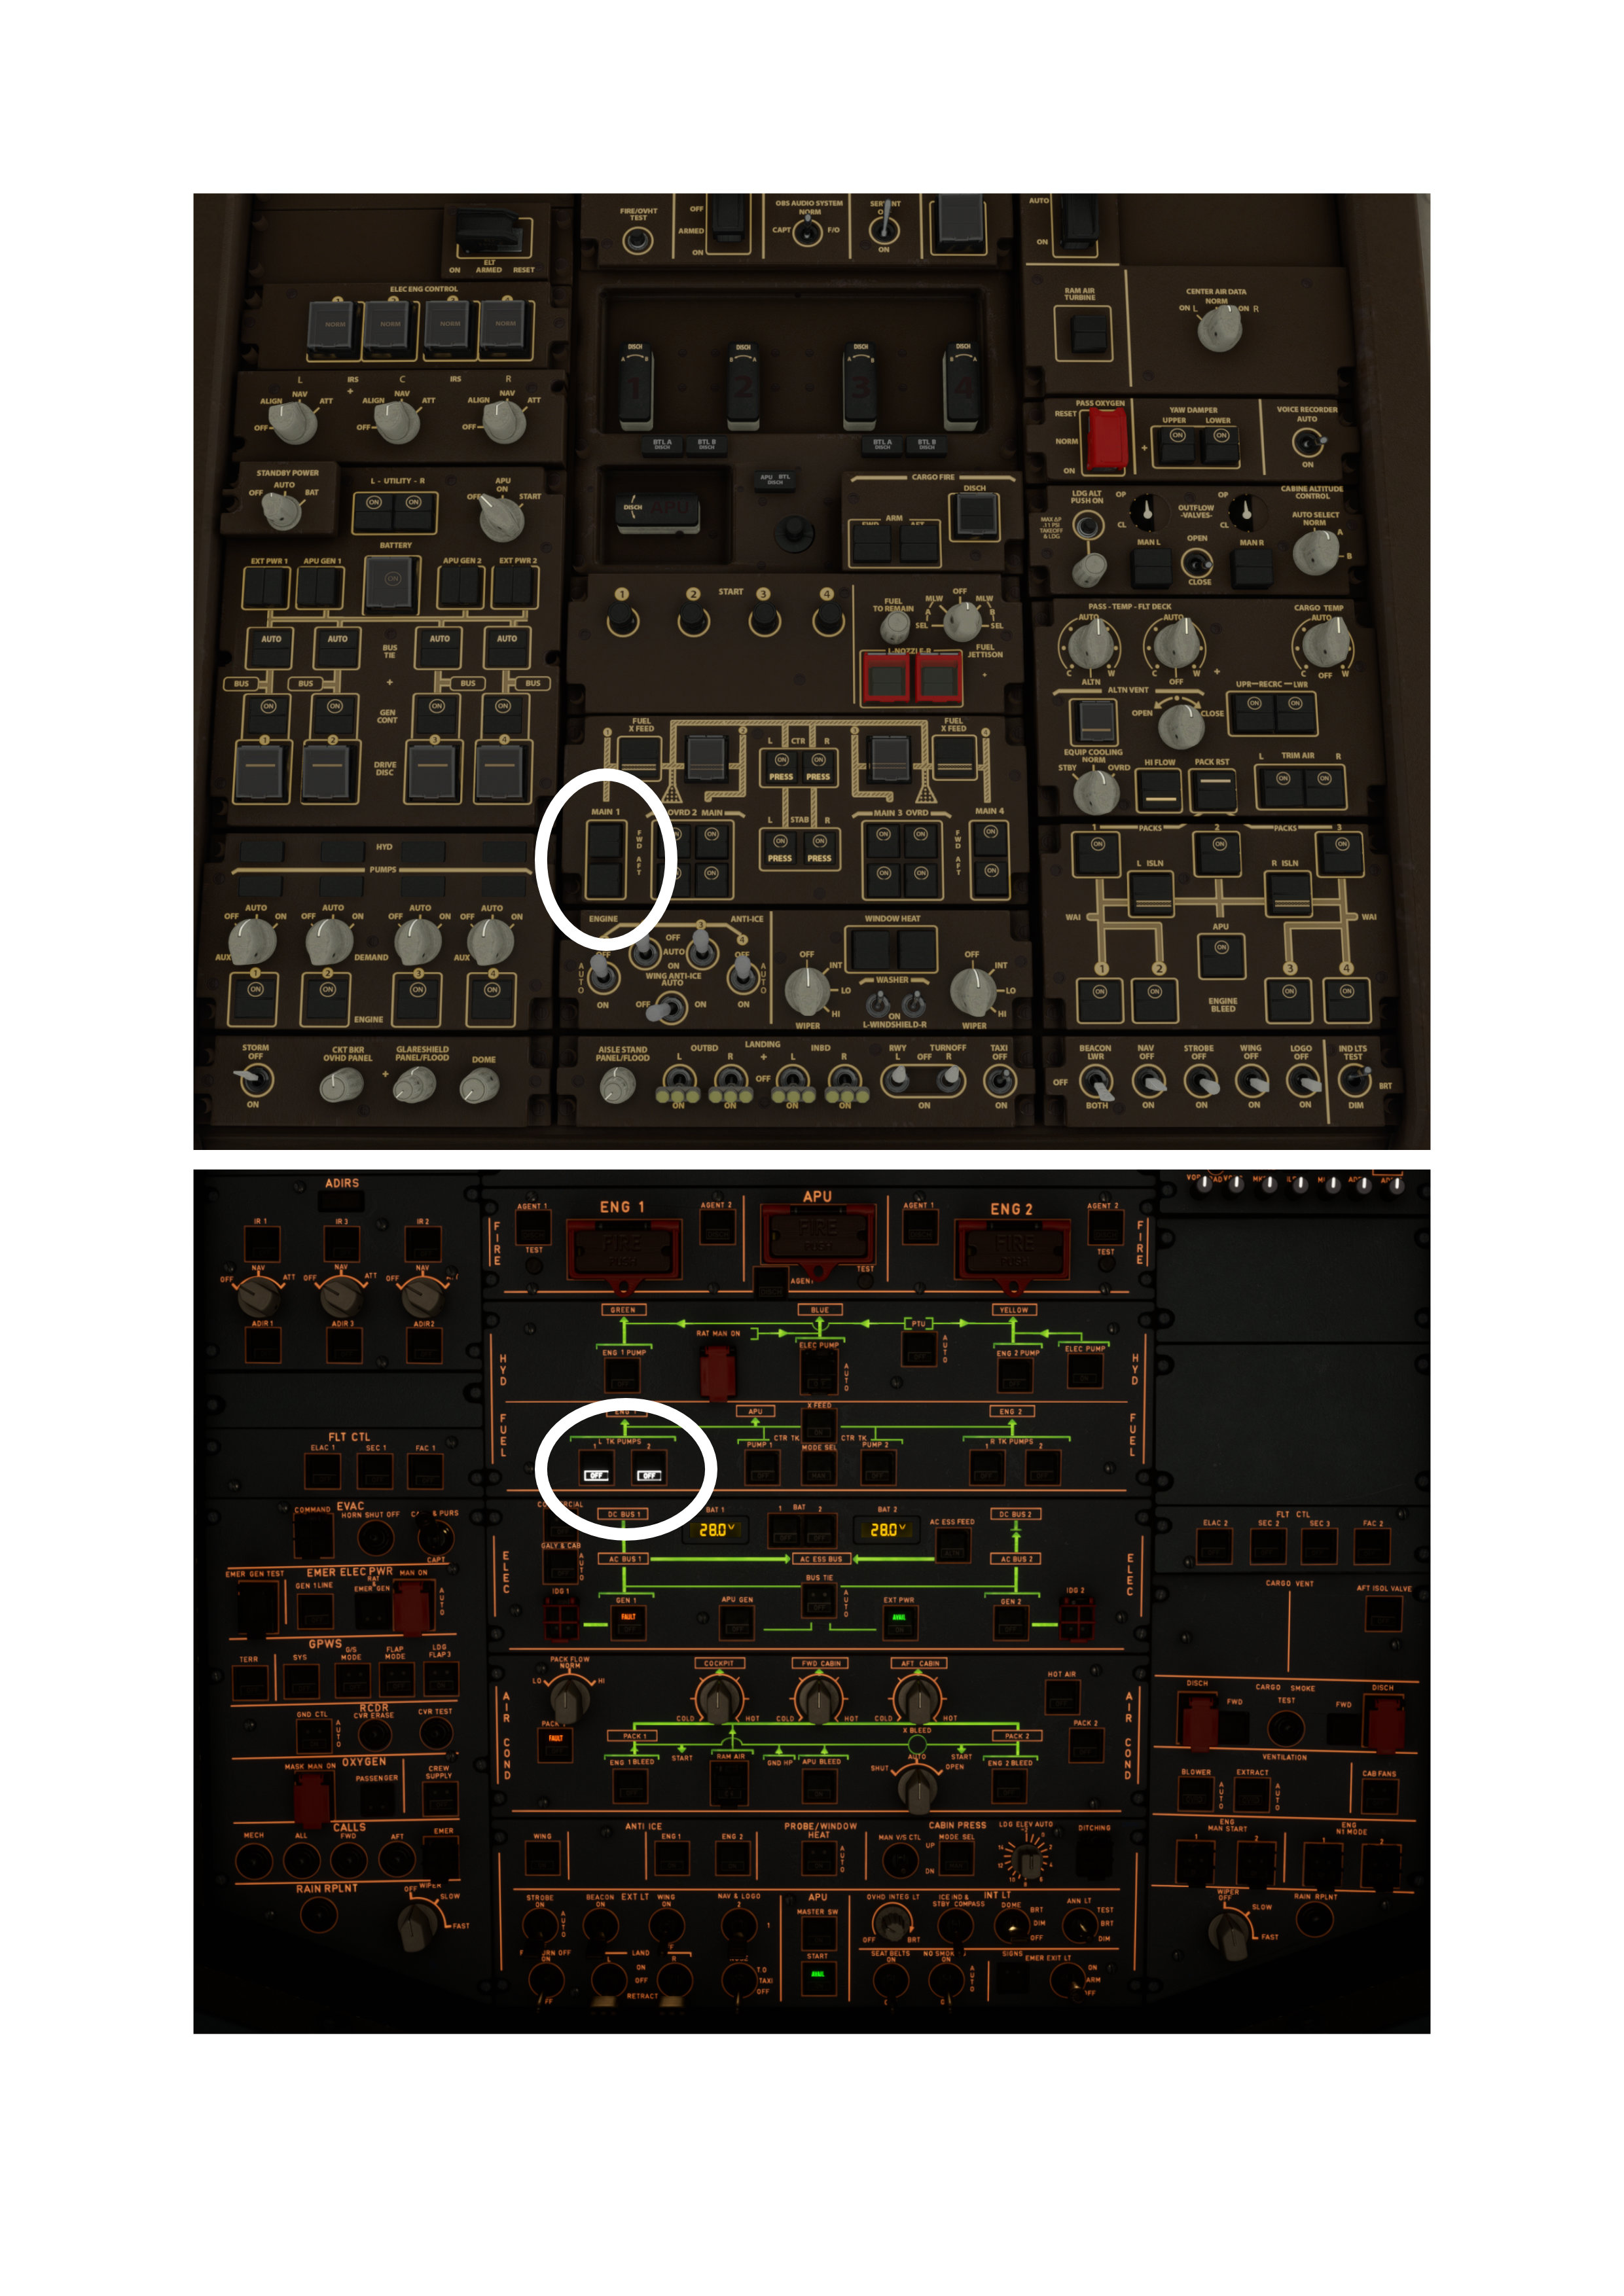 FIRE/OVHT
TEST
OFF
ARMED
ON
OBS AUDIO SYSTEM
NORM
CAPT
F/O
ON
AUTO
ON
ELT
ON ARMED RESET
ELEC ENG CONTROL
1 2 3 4
NORM NORM NORM NORM
L IRS C IRS R
ALIGN NAV ATT OFF
ALIGN NAV ATT OFF
ALIGN NAV ATT OFF
STANDBY POWER
OFF AUTO BAT
L - UTILITY - R
ON ON
APU
OFF ON START
BATTERY
ON
EXT PWR 1 APU GEN 1 APU GEN 2 EXT PWR 2
AUTO AUTO AUTO AUTO
BUS
TIE
BUS BUS BUS BUS
ON ON ON ON
GEN
CONT
1 2 3 4
DRIVE
DISC
HYD
PUMPS
AUTO AUTO AUTO AUTO
OFF ON OFF ON OFF ON OFF ON
AUX DEMAND AUX
1 2 3 4
ON ON ON ON
ENGINE
STORM
OFF
ON
CKT BKR
OVHD PANEL
GLARESHIELD
PANEL/FLOOD
DOME
DISCH DISCH DISCH DISCH
A B B A A B B A
1 2 3 4
BTL A
DISCH
BTL B
DISCH
BTL A
DISCH
BTL B
DISCH
APU BTL
DISCH
DISCH APU
CARGO FIRE
DISCH
ARM
1 2 START 3 4
FUEL
TO REMAIN
OFF
MLW MLW
A B
SEL SEL
L-NOZZLE-R
FUEL
JETTISON
FUEL
X FEED
FUEL
X FEED
1 2 3 4
L CTR R
ON ON
PRESS PRESS
MAIN 1 OVRD 2 MAIN MAIN 3 OVRD MAIN 4
FWD
AFT
L STAB R
ON ON
PRESS PRESS
FWD
AFT
ENGINE ANTI-ICE
OFF
AUTO
ON
WING ANTI-ICE
AUTO
OFF ON
WINDOW HEAT
OFF
INT
LO
HI
WIPER
WASHER
ON
L-WINDSHIELD-R
OFF
INT
LO
HI
WIPER
AISLE STAND
PANEL/FLOOD
LANDING
OUTBD INBD
L R L R
OFF
ON ON ON ON
RWY TURNOFF
L OFF R
ON
TAXI
OFF
ON
RAM AIR
TURBINE
CENTER AIR DATA
NORM
ON L ON R
PASS OXYGEN
RESET
NORM
ON
YAW DAMPER
UPPER LOWER
ON ON
VOICE RECORDER
AUTO
ON
LDG ALT
PUSH ON
MAX ΔP
.11 PSI
TAKEOFF
& LDG
OP
CL
OUTFLOW
-VALVES-
OP
CL
CABINE ALTITUDE
CONTROL
AUTO SELECT
NORM
A
B
MAN L OPEN MAN R
CLOSE
PASS - TEMP - FLT DECK
AUTO AUTO
C W C W
ALTN OFF
CARGO TEMP
AUTO
C OFF W
ALTN VENT
OPEN CLOSE
UPR-RECRC-LWR
ON ON
EQUIP COOLING
NORM
STBY OVRD
HI FLOW PACK RST
L TRIM AIR R
ON ON
1 PACKS 2 PACKS 3
ON ON ON
L ISLN R ISLN
WAI WAI
APU
ON
1 2 3 4
ON ON ON ON
ENGINE
BLEED
BEACON
LWR
OFF
BOTH
NAV
OFF
ON
STROBE
OFF
ON
WING
OFF
ON
LOGO
OFF
ON
IND LTS
TEST
BRT
DIM
ADIRS
IR 1 IR 3 IR 2
OFF NAV ATT
OFF NAV ATT
OFF NAV
ADIR 1 ADIR 3 ADIR2
FLT CTL
ELAC 1 SEC 1 FAC 1
EVAC
COMMAND HORN SHUT OFF
CAPT
EMER ELEC PWR
EMER GEN TEST GEN 1 LINE RAT & EMER GEN MAN ON
AUTO
GPWS
TERR SYS G/S MODE FLAP MODE LDG FLAP 3
RCDR
GND CTL CVR ERASE CVR TEST
AUTO
OXYGEN
MASK MAN ON PASSENGER CREW SUPPLY
CALLS
MECH ALL FWD AFT EMER
RAIN RPLNT
OFF WIPER SLOW FAST
FIRE
AGENT 1 ENG 1 AGENT 2 APU AGENT 1 ENG 2 AGENT 2
FIRE
TEST FIRE PUSH AGENT TEST TEST
HYD
GREEN BLUE YELLOW
RAT MAN ON PTU
ENG 1 PUMP ELEC PUMP AUTO AUTO ENG 2 PUMP ELEC PUMP
HYD
FUEL
APU X FEED ENG 2
L TK PUMPS
1 2
OFF OFF
CTR TK CTR TK
PUMP 1 MODE SEL PUMP 2
R TK PUMPS
1 2
FUEL
ELEC
DC BUS 1 BAT 1 1 BAT 2 BAT 2 DC BUS 2
28.0V 28.0V
AC ESS FEED
GALY & CAB
AUTO
AC BUS 1 AC ESS BUS AC BUS 2
BUS TIE
AUTO
IDG 1 GEN 1 APU GEN EXT PWR GEN 2 IDG 2
FAULT AVAIL
ELEC
AIR COND
PACK FLOW
NORM
LO HI
COCKPIT FWD CABIN AFT CABIN HOT AIR
COLD HOT COLD HOT COLD HOT
FAULT
PACK 1 X BLEED PACK 2 PACK 2
ENG 1 BLEED START RAM AIR GND HP APU BLEED AUTO START ENG 2 BLEED
SHUT OPEN
AIR COND
ANTI ICE
WING ENG 1 ENG 2
PROBE/WINDOW
HEAT
AUTO
CABIN PRESS
MAN V/S CTL UP DN MODE SEL LDG ELEV AUTO DITCHING
EXT LT
STROBE BEACON WING NAV & LOGO
AUTO ON ON 2 1
APU
MASTER SW
START
AVAIL
INT LT
OVHD INTEG LT ICE IND & STBY COMPASS DOME ANN LT
OFF BRT BRT DIM OFF TEST BRT DIM
LAND
L R
ON
OFF
RETRACT
TAXI
OFF
SIGNS
SEAT BELTS ON NO SMOK ON AUTO EMER EXIT LT
ON
ARM
FLT CTL
ELAC 2 SEC 2 SEC 3 FAC 2
CARGO VENT
AFT ISOL VALVE
CARGO SMOKE
DISCH FWD TEST FWD DISCH
VENTILATION
BLOWER EXTRACT CAB FANS
AUTO AUTO
ENG
MAN START
1 2
ENG
N1 MODE
1 2
WIPER
OFF SLOW FAST
RAIN RPLNT